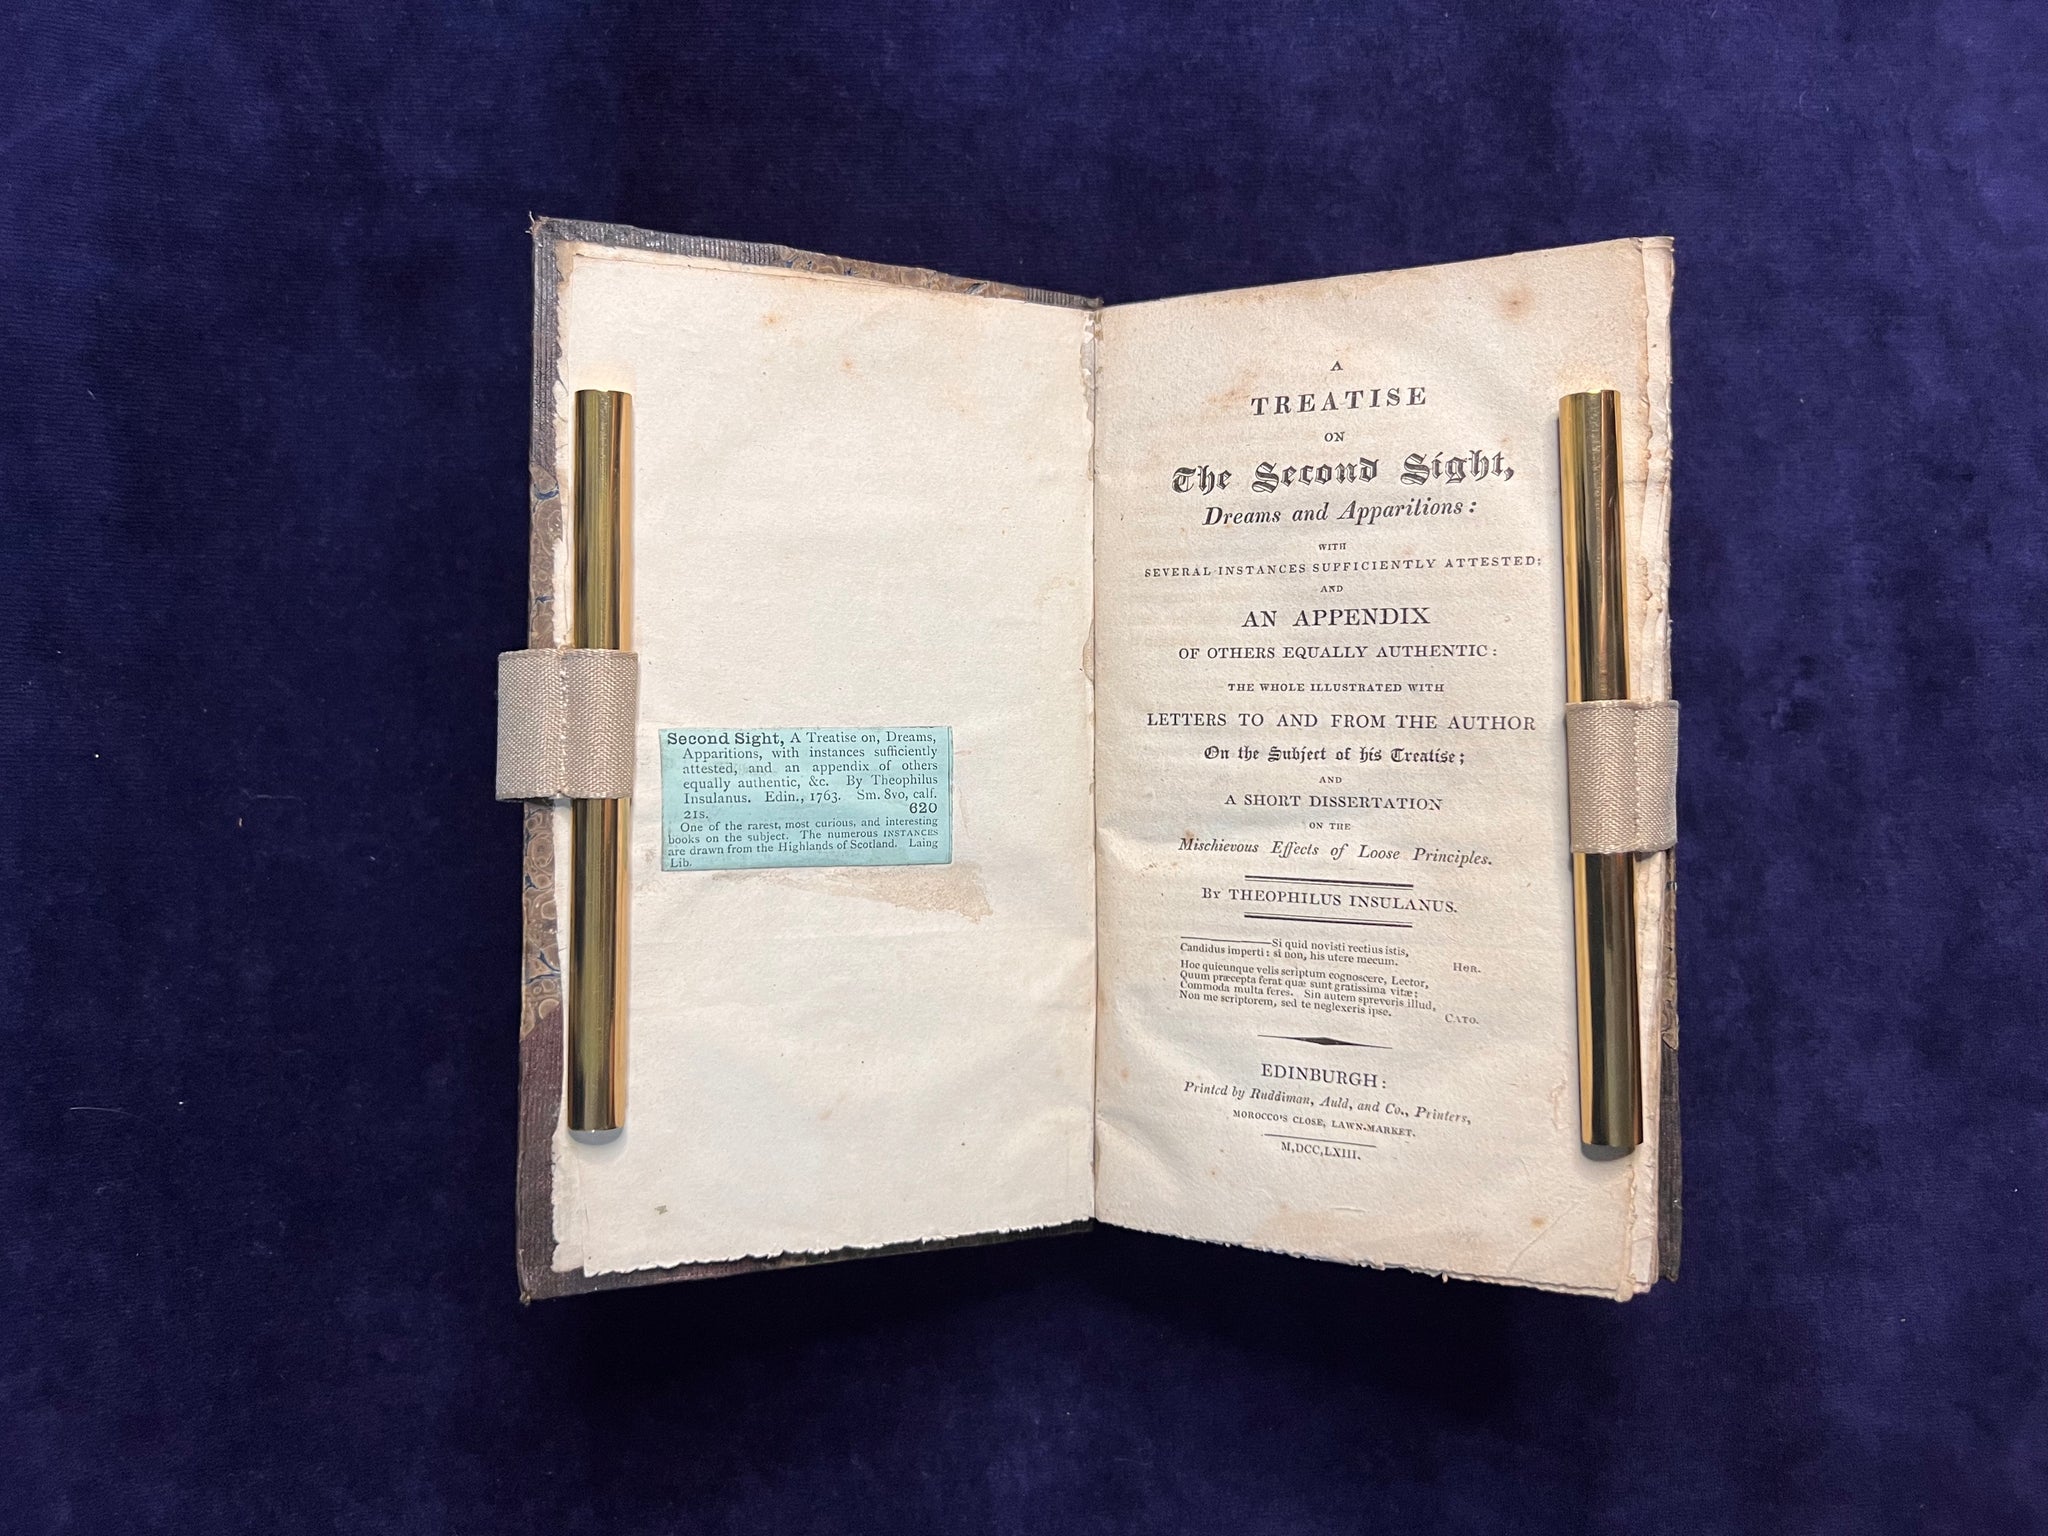 Second Sight, A Treatise on, Dreams,
Apparitions, with instances sufficiently
attested, and an appendix of others
equally authentic, &c. By Theophilus
Insulanus. Edin., 1763. Sm. 8vo, calf.
21s. 620
One of the rarest, most curious, and interesting
books on the subject. The numerous INSTANCES
are drawn from the Highlands of Scotland. Laing
Lib.
A
TREATISE
ON
The Second Sight,
Dreams and Apparitions:
WITH
SEVERAL INSTANCES SUFFICIENTLY ATTESTED;
AND
AN APPENDIX
OF OTHERS EQUALLY AUTHENTIC:
THE WHOLE ILLUSTRATED WITH
LETTERS TO AND FROM THE AUTHOR
On the Subject of his Treatise;
AND
A SHORT DISSERTATION
ON THE
Mischievous Effects of Loose Principles.
By THEOPHILUS INSULANUS.
Si quid novisti rectius istis,
Candidus imperti: si non, his utere mecum. HOR.
Hoc quicunque velis scriptum cognoscere, Lector,
Quum præcepta ferat quæ sunt gratissima vitæ;
Commoda multa feres. Sin autem spreveris illud,
Non me scriptorem, sed te neglexeris ipse. CATO.
EDINBURGH:
Printed by Ruddiman, Auld, and Co., Printers,
MOROCCO'S CLOSE, LAWN-MARKET.
M,DCC,LXIII.